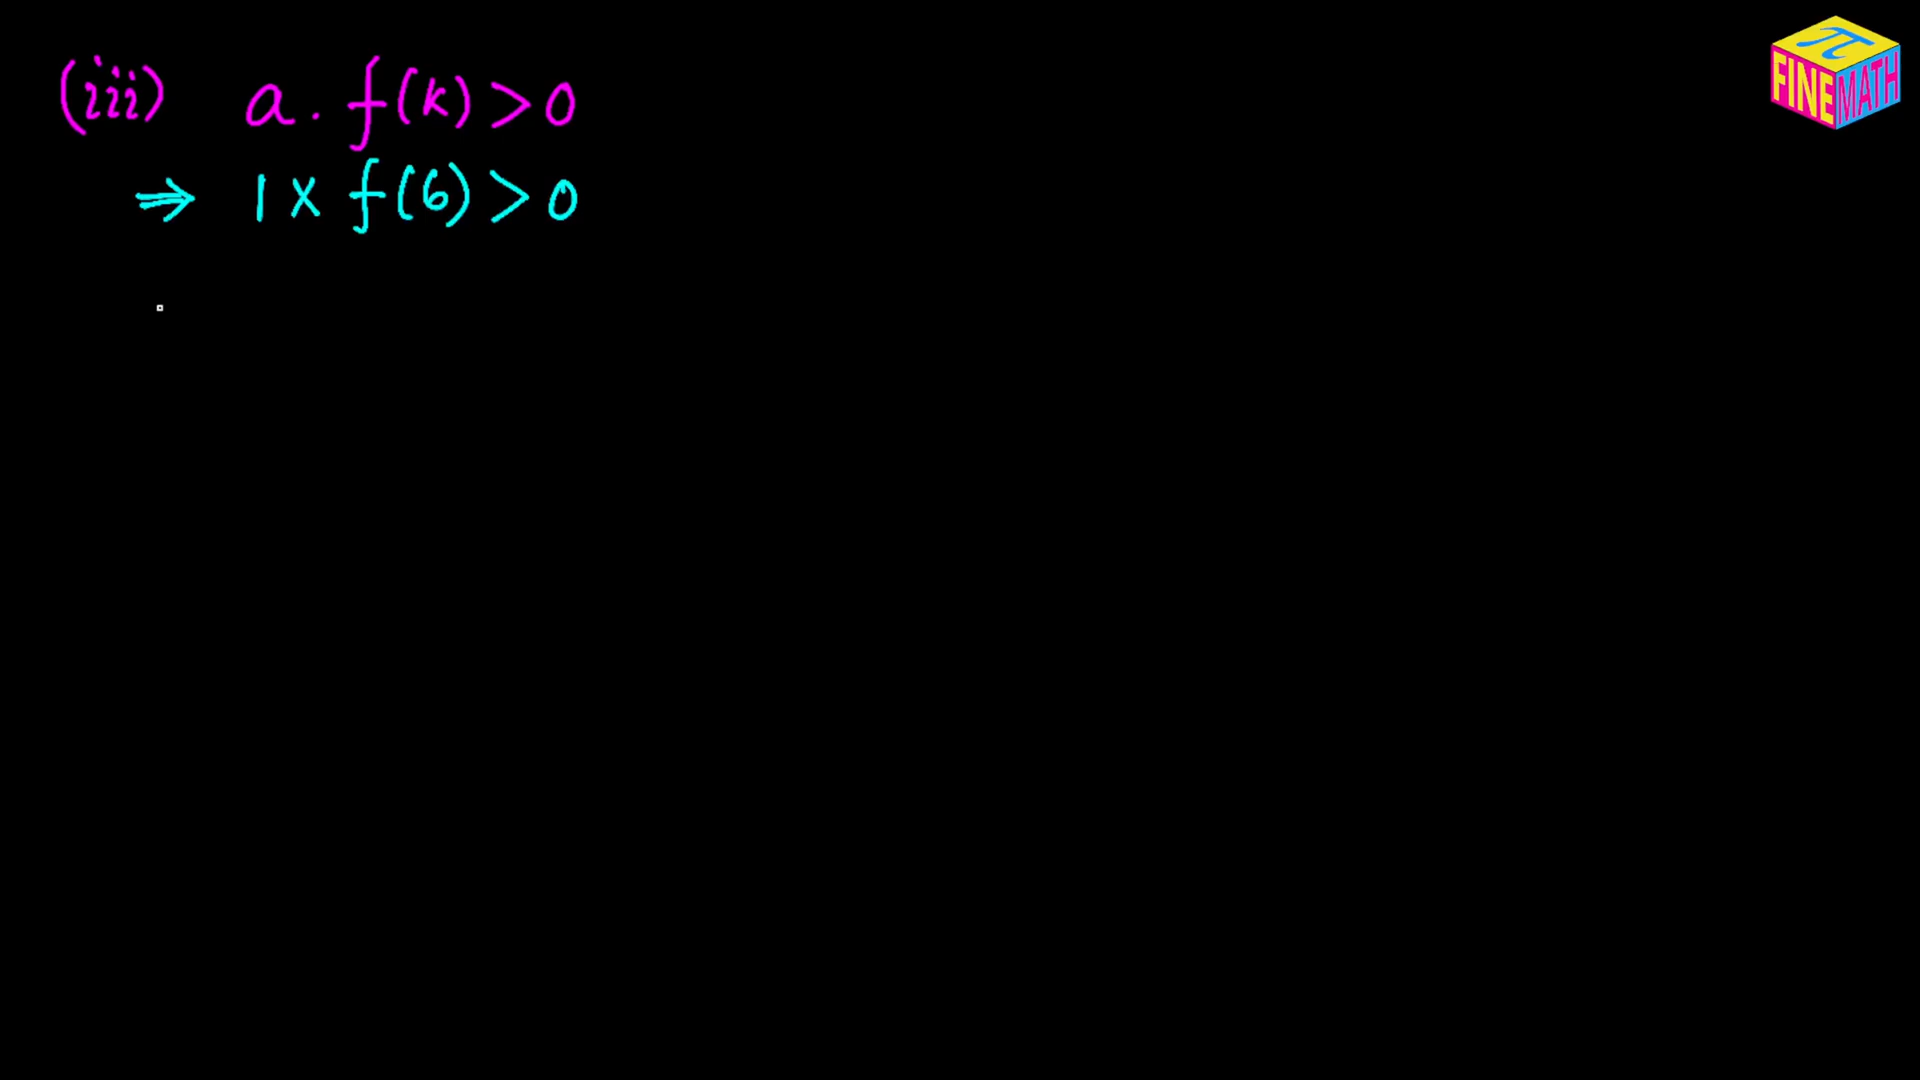 (iii) a. f(k) > 0
⇒ 1 x f(6) > 0
π
FINE MATH